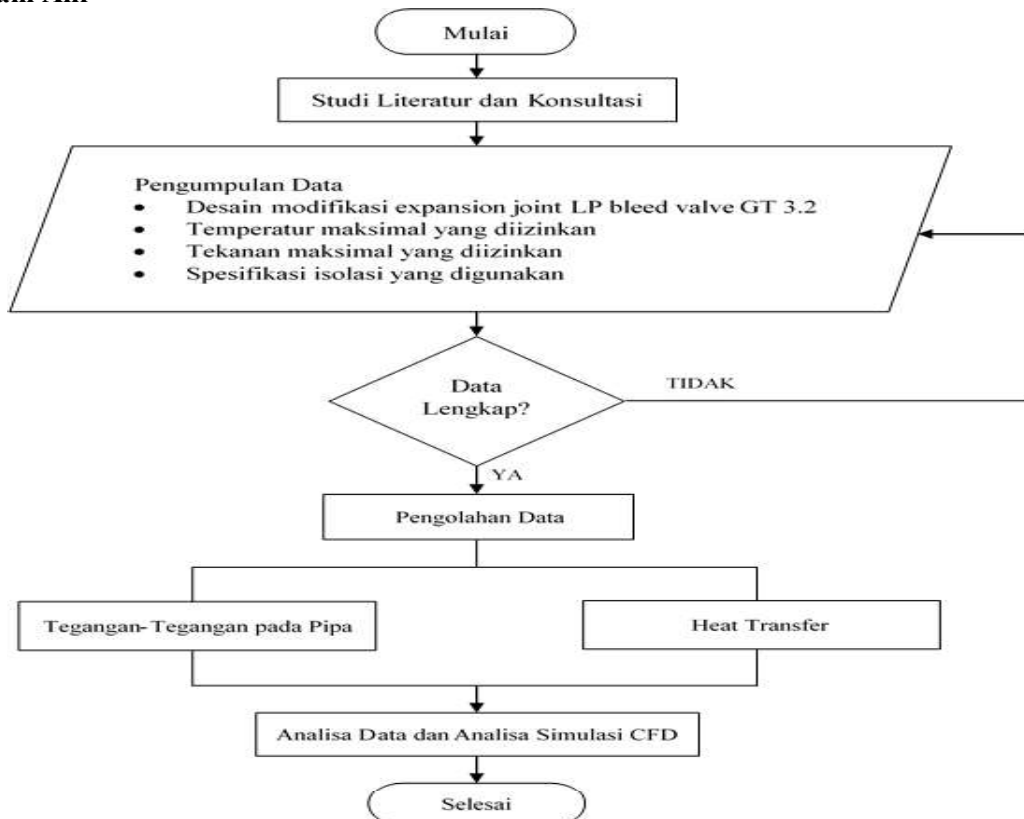 Mulai
Studi Literatur dan Konsultasi
Pengumpulan Data
• Desain modifikasi expansion joint LP bleed valve GT 3.2
• Temperatur maksimal yang diizinkan
• Tekanan maksimal yang diizinkan
• Spesifikasi isolasi yang digunakan
Data
Lengkap?
TIDAK
YA
Pengolahan Data
Tegangan-Tegangan pada Pipa
Heat Transfer
Analisa Data dan Analisa Simulasi CFD
Selesai